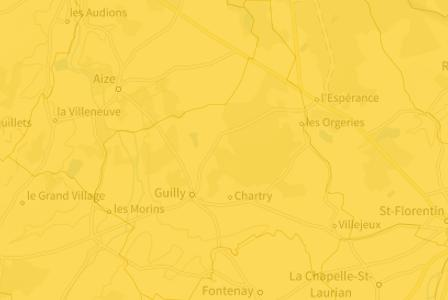 les Audions
Aize
l'Espérance
la Villeneuve
uillets
les Orgeries
le Grand Village
Guilly
Chartry
les Morins
St-Florentin
Villejeux
La Chapelle-St-
Laurian
Fontenay
R